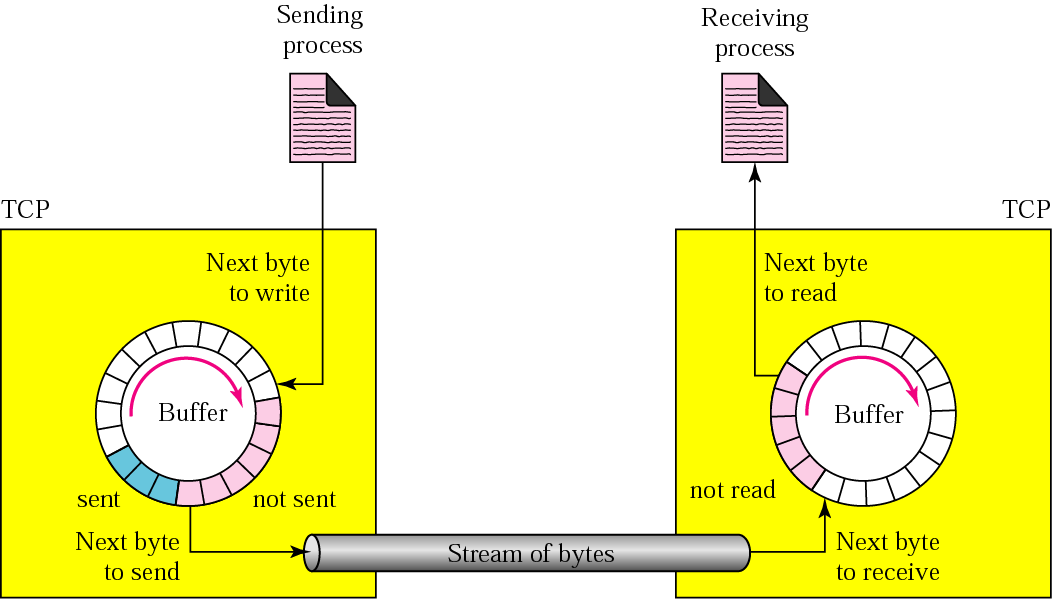 Sending
process
Receiving
process
TCP
TCP
Next byte
to write
Next byte
to read
Buffer
Buffer
sent
not sent
not read
Next byte
to send
Stream of bytes
Next byte
to receive